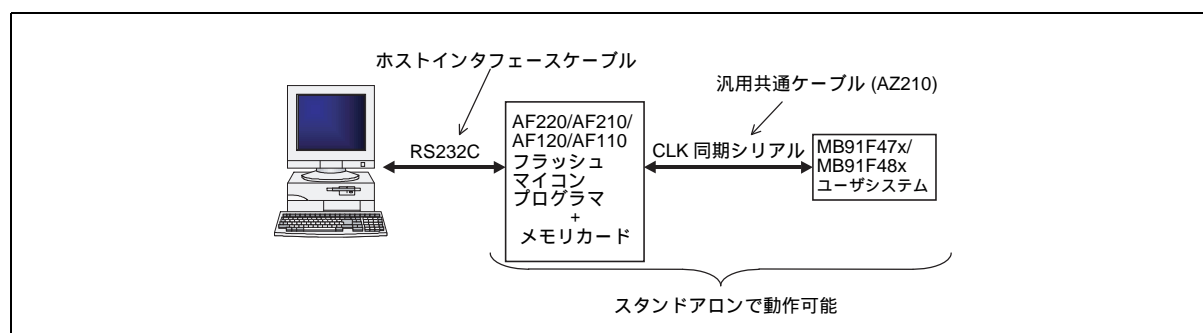 ホストインタフェースケーブル
汎用共通ケーブル (AZ210)
RS232C
AF220/AF210/
AF120/AF110
フラッシュ
マイコン
プログラマ
+
メモリカード
CLK 同期シリアル
MB91F47x/
MB91F48x
ユーザシステム
スタンドアロンで動作可能